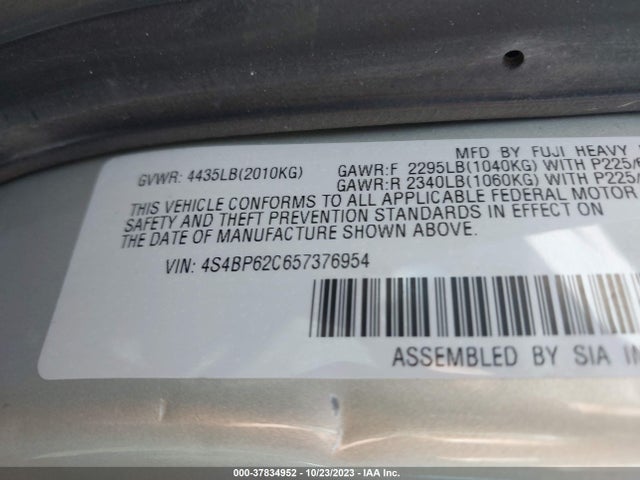 MFD BY FUJI HEAVY
GVWR: 4435LB(2010KG) GAWR:F 2295LB(1040KG) WITH P225/
GAWR:R 2340LB(1060KG) WITH P225/
THIS VEHICLE CONFORMS TO ALL APPLICABLE FEDERAL MOTOR
SAFETY AND THEFT PREVENTION STANDARDS IN EFFECT ON
THE DATE OF MANUFACTURE SHOWN ABOVE.
VIN: 4S4BP62C657376954
ASSEMBLED BY SIA IN
000-37834952 - 10/23/2023 - IAA Inc.